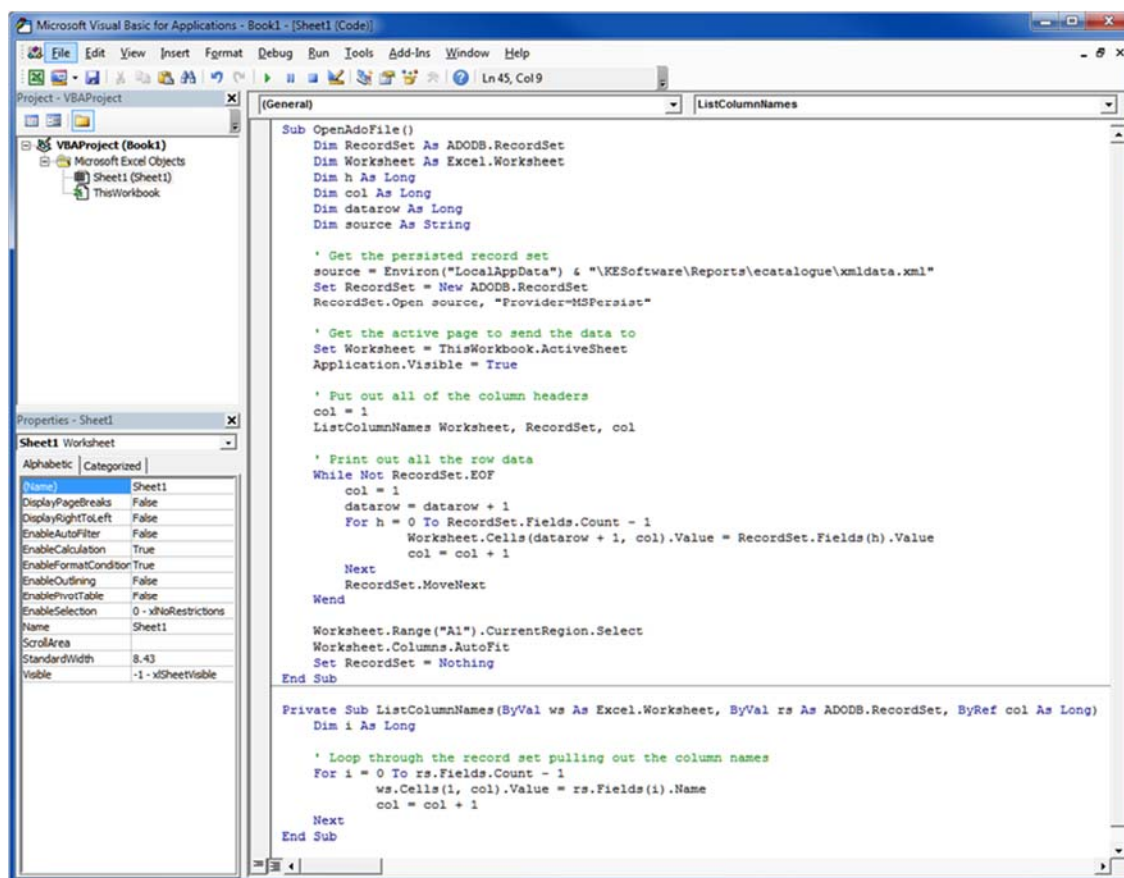 Microsoft Visual Basic for Applications - Book1 - [Sheet1 (Code)]
File Edit View Insert Format Debug Run Tools Add-Ins Window Help
Ln 45, Col 9
Project - VBAProject
VBAProject (Book1)
Microsoft Excel Objects
Sheet1 (Sheet1)
ThisWorkbook
Properties - Sheet1
Sheet1 Worksheet
Alphabetic Categorized
(Name) Sheet1
DisplayPageBreaks False
DisplayRightToLeft False
EnableAutoFilter False
EnableCalculation True
EnableFormatCondition True
EnableOutlining False
EnablePivotTable False
EnableSelection 0 - xlNoRestrictions
Name Sheet1
ScrollArea
StandardWidth 8.43
Visible -1 - xlSheetVisible
(General) ListColumnNames
Sub OpenAdoFile()
Dim RecordSet As ADODB.RecordSet
Dim Worksheet As Excel.Worksheet
Dim h As Long
Dim col As Long
Dim datarow As Long
Dim source As String
' Get the persisted record set
source = Environ("LocalAppData") & "\KESoftware\Reports\ecatalogue\xmldata.xml"
Set RecordSet = New ADODB.RecordSet
RecordSet.Open source, "Provider=MSPersist"
' Get the active page to send the data to
Set Worksheet = ThisWorkbook.ActiveSheet
Application.Visible = True
' Put out all of the column headers
col = 1
ListColumnNames Worksheet, RecordSet, col
' Print out all the row data
While Not RecordSet.EOF
col = 1
datarow = datarow + 1
For h = 0 To RecordSet.Fields.Count - 1
Worksheet.Cells(datarow + 1, col).Value = RecordSet.Fields(h).Value
col = col + 1
Next
RecordSet.MoveNext
Wend
Worksheet.Range("A1").CurrentRegion.Select
Worksheet.Columns.AutoFit
Set RecordSet = Nothing
End Sub
Private Sub ListColumnNames(ByVal ws As Excel.Worksheet, ByVal rs As ADODB.RecordSet, ByRef col As Long)
Dim i As Long
' Loop through the record set pulling out the column names
For i = 0 To rs.Fields.Count - 1
ws.Cells(1, col).Value = rs.Fields(i).Name
col = col + 1
Next
End Sub